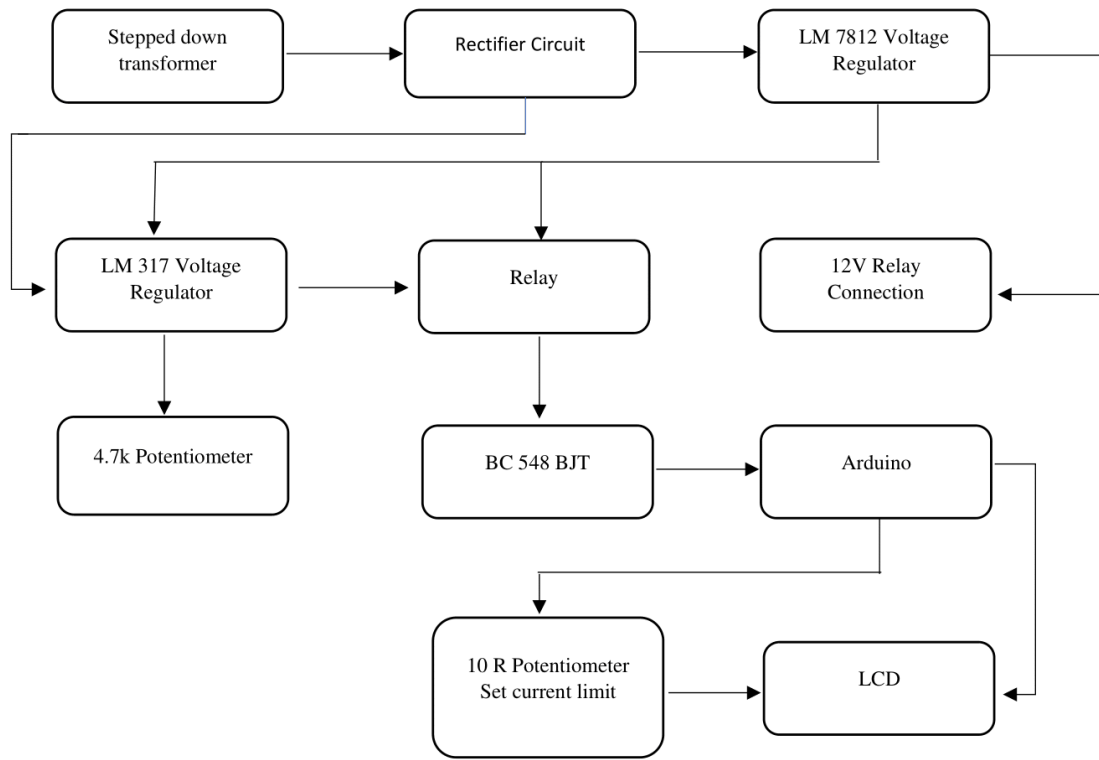 Stepped down
transformer
Rectifier Circuit
LM 7812 Voltage
Regulator
LM 317 Voltage
Regulator
Relay
12V Relay
Connection
4.7k Potentiometer
BC 548 BJT
Arduino
10 R Potentiometer
Set current limit
LCD